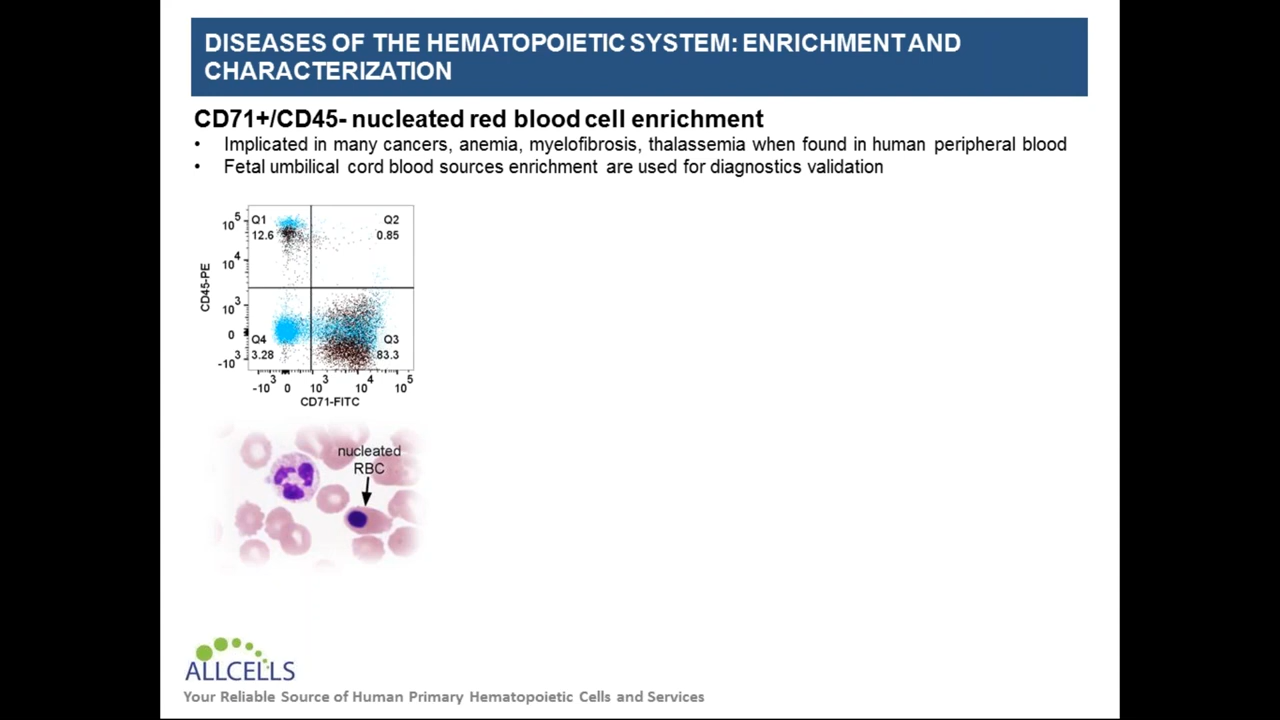 DISEASES OF THE HEMATOPOIETIC SYSTEM: ENRICHMENT AND
CHARACTERIZATION
CD71+/CD45- nucleated red blood cell enrichment
• Implicated in many cancers, anemia, myelofibrosis, thalassemia when found in human peripheral blood
• Fetal umbilical cord blood sources enrichment are used for diagnostics validation
Q1 Q2
12.6 0.85
10^5
10^4
10^3
0
-10^3
CD45-PE
Q4 Q3
3.28 83.3
-10^3 0 10^3 10^4 10^5
CD71-FITC
nucleated
RBC
ALLCELLS
Your Reliable Source of Human Primary Hematopoietic Cells and Services